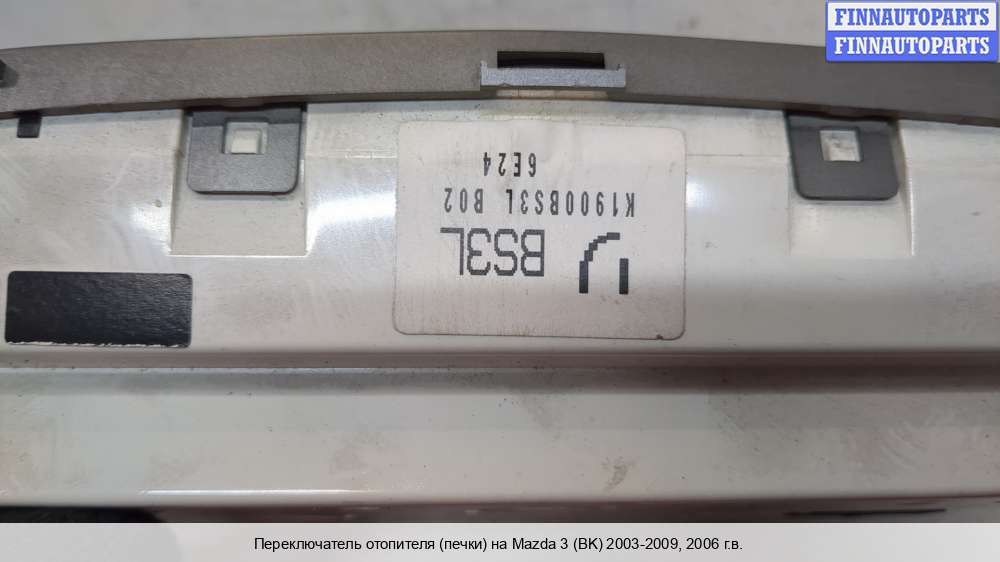 FINNAUTOPARTS
FINNAUTOPARTS
BS3L
K1900BS3L B02
6E24
Переключатель отопителя (печки) на Mazda 3 (BK) 2003-2009, 2006 г.в.